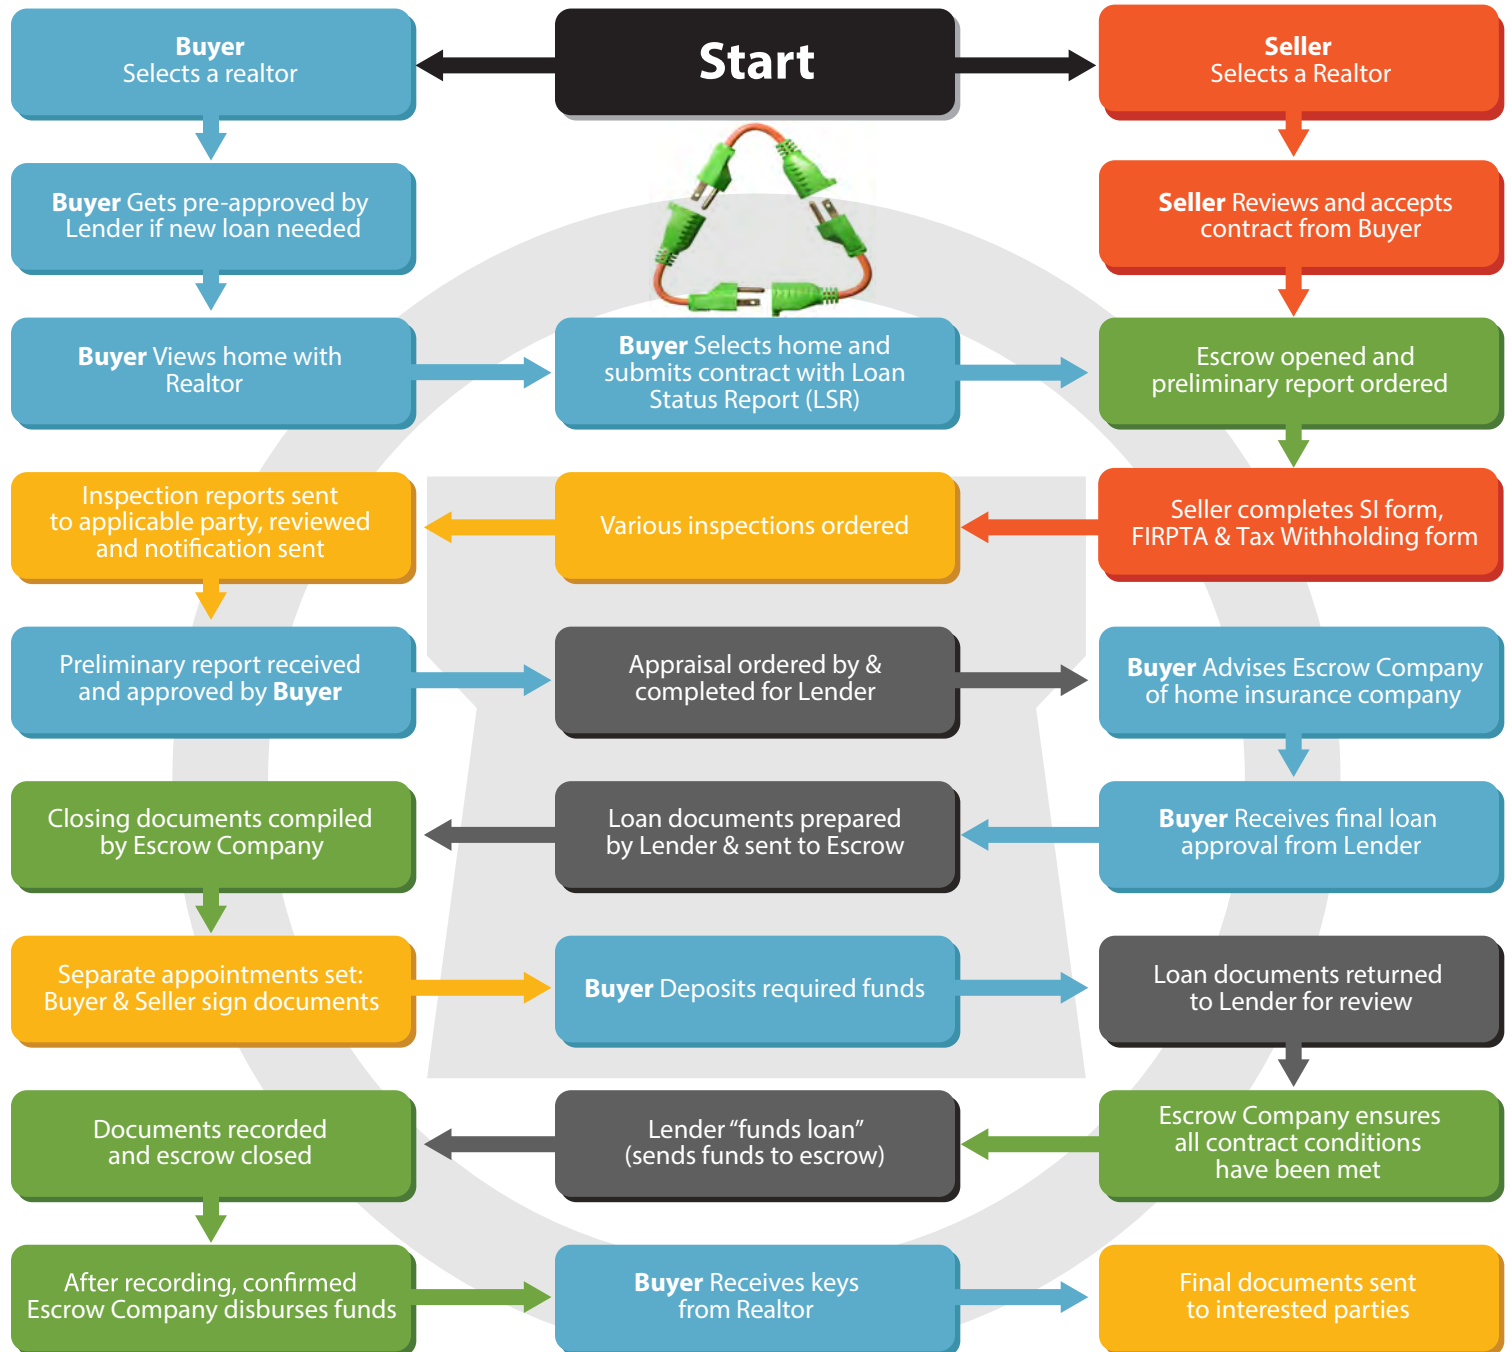 Buyer
Selects a realtor
Start
Seller
Selects a Realtor
Buyer Gets pre-approved by
Lender if new loan needed
Seller Reviews and accepts
contract from Buyer
Buyer Views home with
Realtor
Buyer Selects home and
submits contract with Loan
Status Report (LSR)
Escrow opened and
preliminary report ordered
Inspection reports sent
to applicable party, reviewed
and notification sent
Various inspections ordered
Seller completes SI form,
FIRPTA & Tax Withholding form
Preliminary report received
and approved by Buyer
Appraisal ordered by &
completed for Lender
Buyer Advises Escrow Company
of home insurance company
Closing documents compiled
by Escrow Company
Loan documents prepared
by Lender & sent to Escrow
Buyer Receives final loan
approval from Lender
Separate appointments set:
Buyer & Seller sign documents
Buyer Deposits required funds
Loan documents returned
to Lender for review
Documents recorded
and escrow closed
Lender “funds loan”
(sends funds to escrow)
Escrow Company ensures
all contract conditions
have been met
After recording, confirmed
Escrow Company disburses funds
Buyer Receives keys
from Realtor
Final documents sent
to interested parties